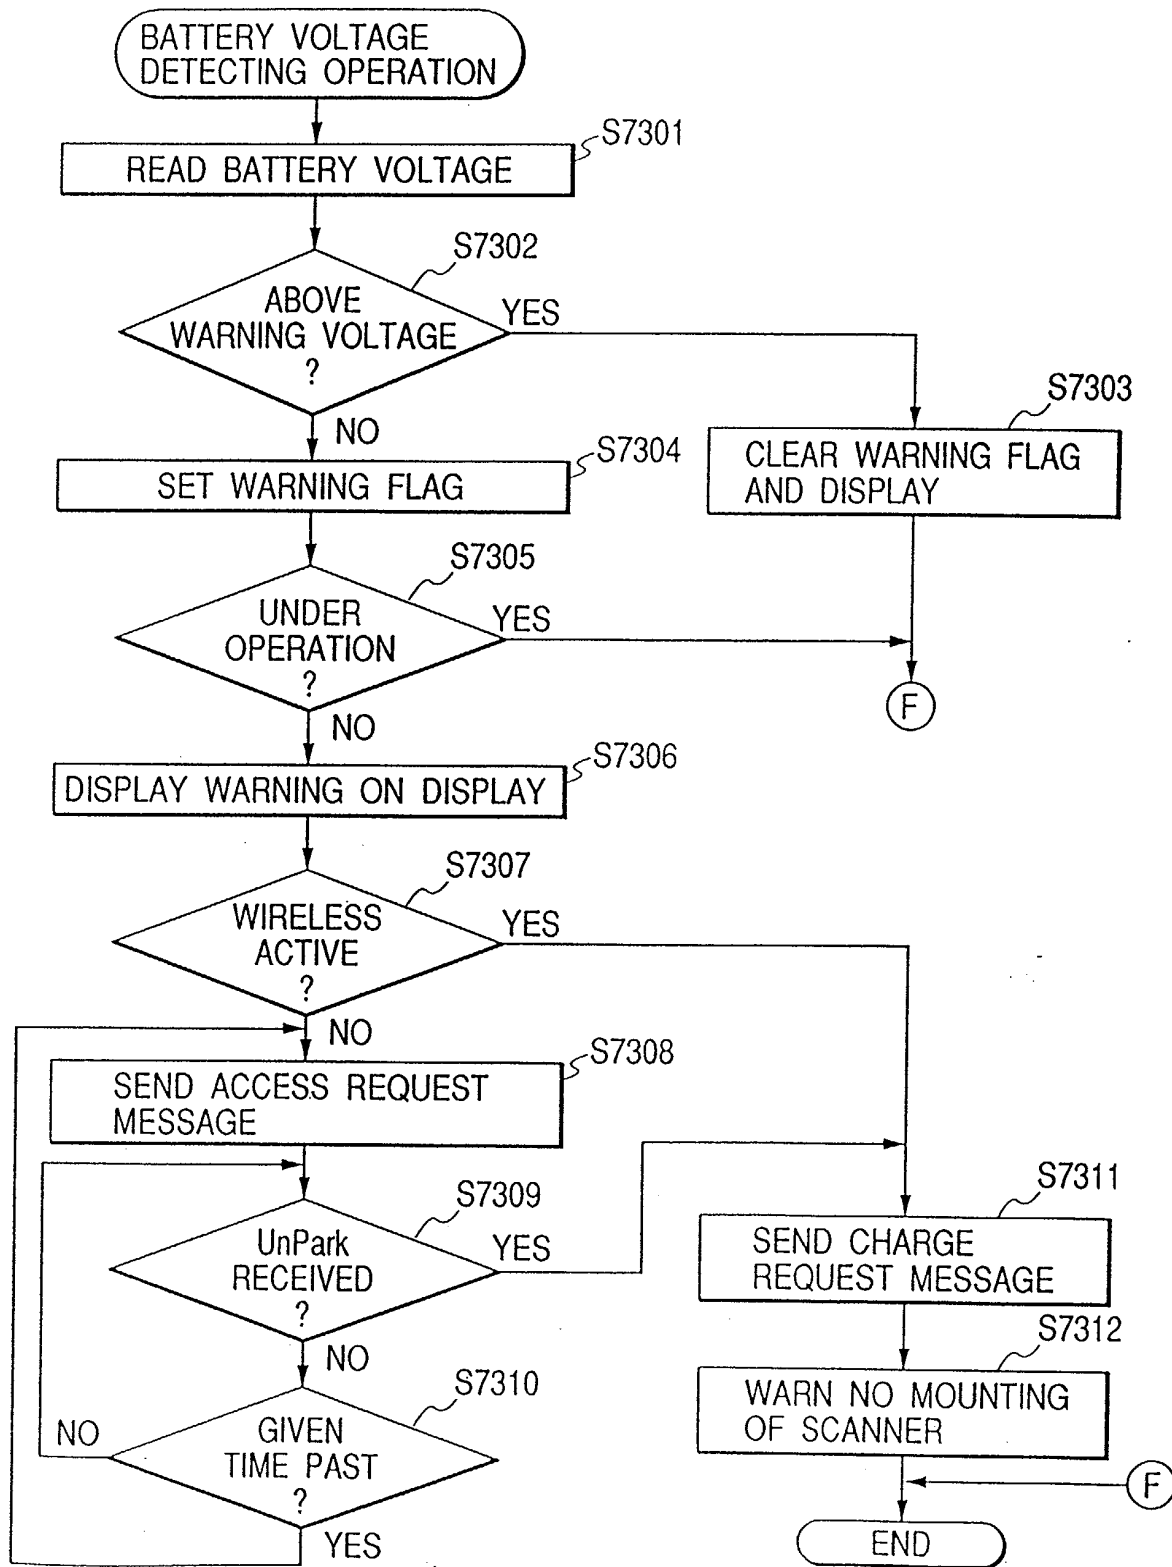 BATTERY VOLTAGE
DETECTING OPERATION
S7301
READ BATTERY VOLTAGE
S7302
ABOVE
WARNING VOLTAGE
?
YES
NO
S7303
CLEAR WARNING FLAG
AND DISPLAY
S7304
SET WARNING FLAG
S7305
UNDER
OPERATION
?
YES
F
NO
S7306
DISPLAY WARNING ON DISPLAY
S7307
WIRELESS
ACTIVE
?
YES
NO
S7308
SEND ACCESS REQUEST
MESSAGE
S7309
UnPark
RECEIVED
?
YES
NO
S7310
GIVEN
TIME PAST
?
NO
YES
S7311
SEND CHARGE
REQUEST MESSAGE
S7312
WARN NO MOUNTING
OF SCANNER
F
END